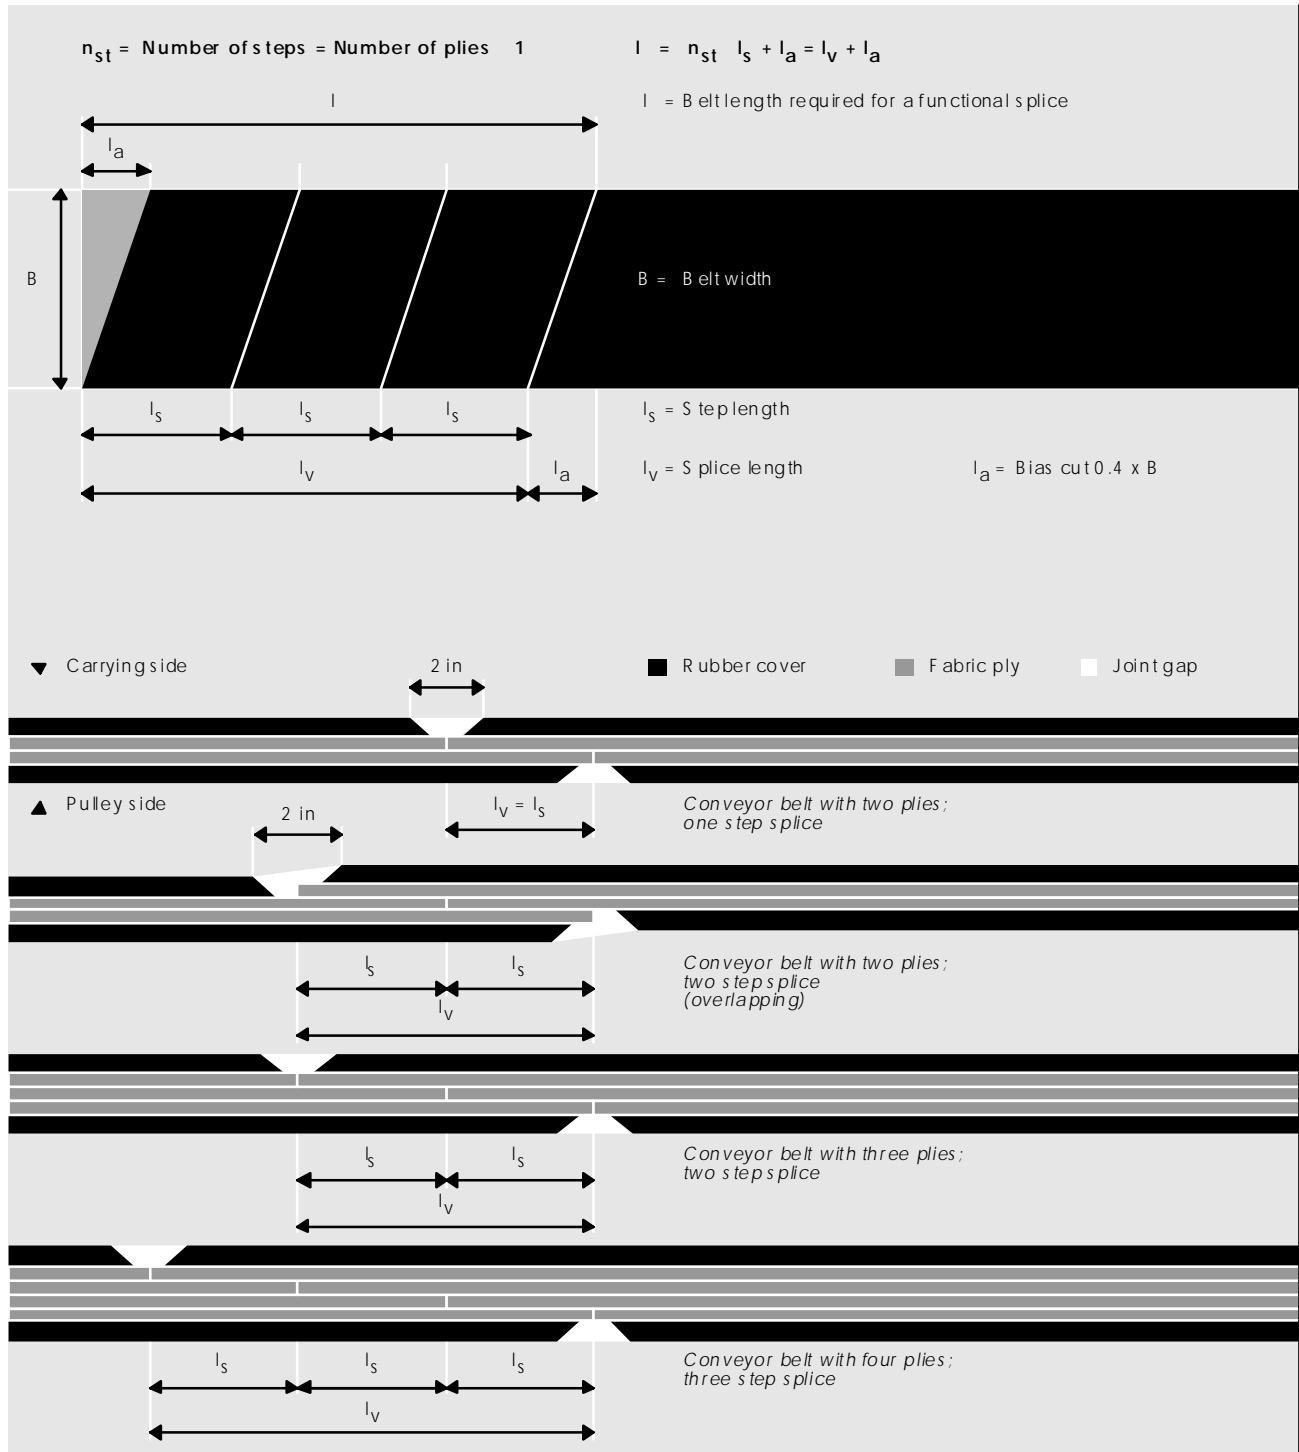 n_st = Number of steps = Number of plies 1
l = n_st l_s + l_a = l_v + l_a
l
l = Belt length required for a functional splice
l_a
B
B = Belt width
l_s l_s l_s
l_s = Step length
l_v l_a
l_v = Splice length
l_a = Bias cut 0.4 x B
Carrying side
2 in
Rubber cover
Fabric ply
Joint gap
Pulley side
2 in
l_v = l_s
Conveyor belt with two plies;
one step splice
l_s l_s
l_v
Conveyor belt with two plies;
two step splice
(overlapping)
l_s l_s
l_v
Conveyor belt with three plies;
two step splice
l_s l_s l_s
l_v
Conveyor belt with four plies;
three step splice